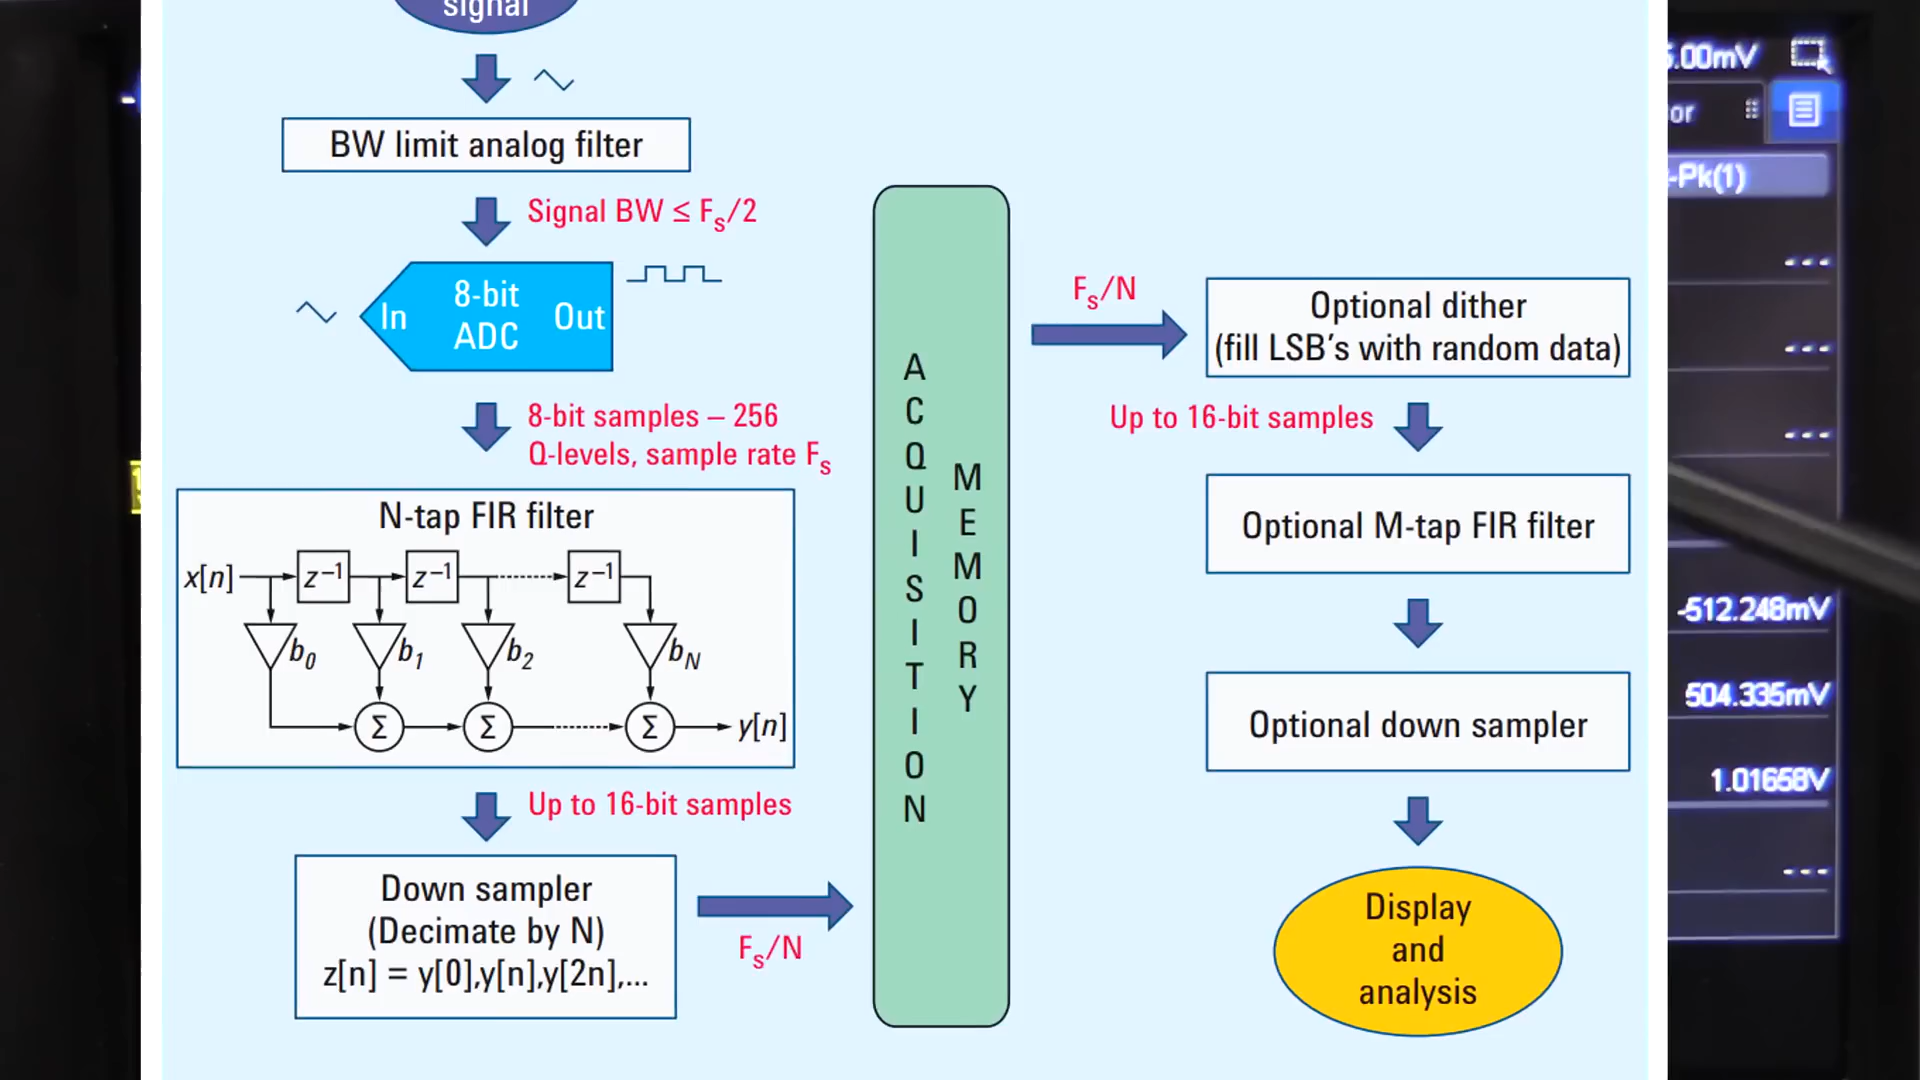 signal
BW limit analog filter
Signal BW ≤ Fs/2
In
8-bit
ADC
Out
8-bit samples – 256
Q-levels, sample rate Fs
N-tap FIR filter
x[n]
z⁻¹
z⁻¹
z⁻¹
b0
b1
b2
bN
Σ
Σ
Σ
y[n]
Up to 16-bit samples
Down sampler
(Decimate by N)
z[n] = y[0],y[n],y[2n],...
Fs/N
ACQUISITION
MEMORY
Fs/N
Optional dither
(fill LSB's with random data)
Up to 16-bit samples
Optional M-tap FIR filter
Optional down sampler
Display
and
analysis
5.00mV
or
-Pk(1)
---
---
---
-512.248mV
504.335mV
1.01658V
---